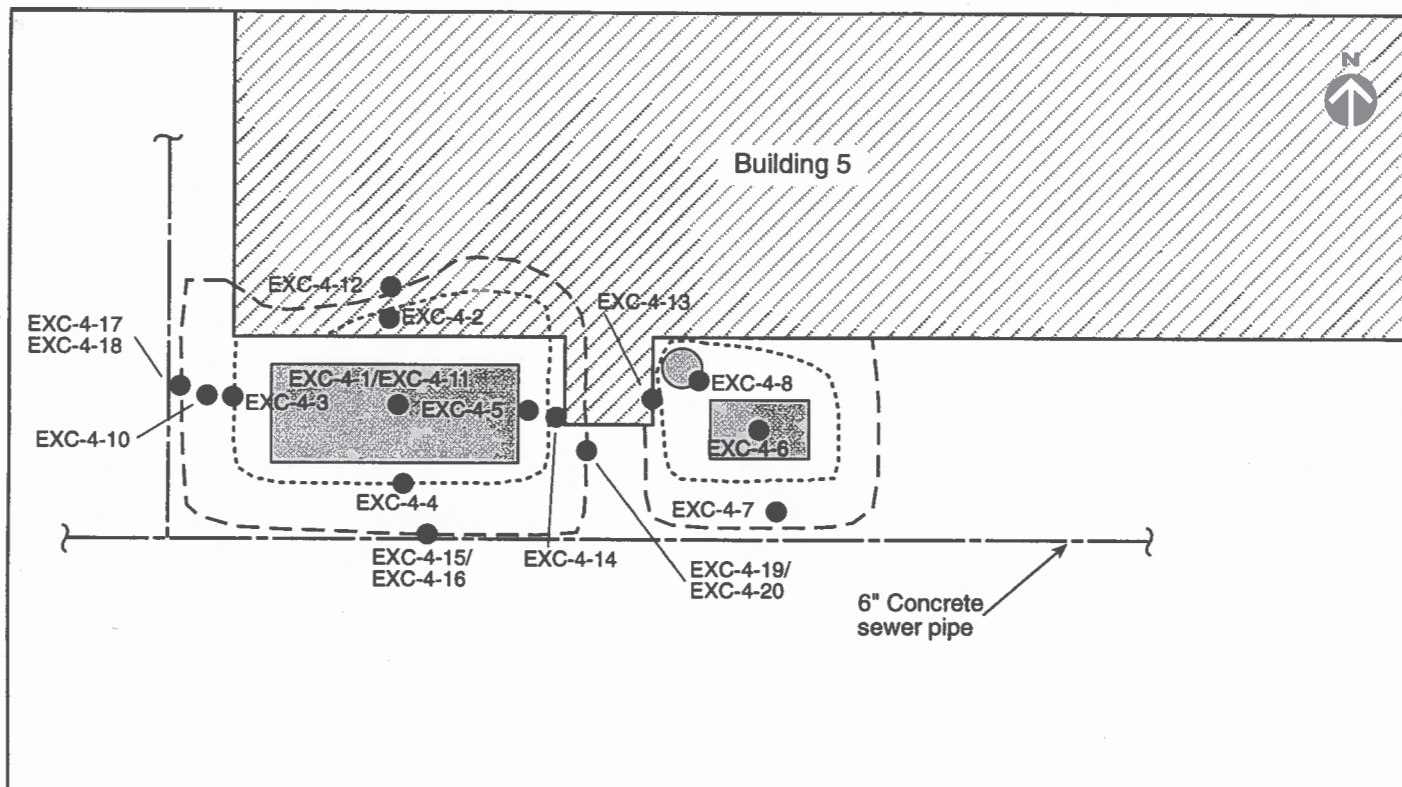 N
Building 5
EXC-4-12
EXC-4-13
EXC-4-2
EXC-4-17
EXC-4-18
EXC-4-1/EXC-4-11
EXC-4-8
EXC-4-3
EXC-4-5
EXC-4-10
EXC-4-6
EXC-4-4
EXC-4-7
EXC-4-15/
EXC-4-16
EXC-4-14
EXC-4-19/
EXC-4-20
6" Concrete
sewer pipe